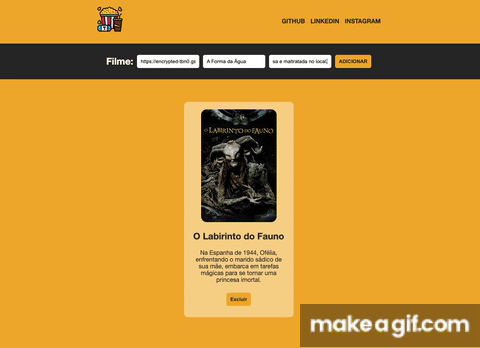 GITHUB LINKEDIN INSTAGRAM
Filme: https://encrypted-tbn0.gs A Forma da Água sa e maltratada no local. ADICIONAR
O LABIRINTO DO FAUNO
O Labirinto do Fauno
Na Espanha de 1944, Ofélia,
enfrentando o marido sádico de
sua mãe, embarca em tarefas
mágicas para se tornar uma
princesa imortal.
Excluir
make a gif.com